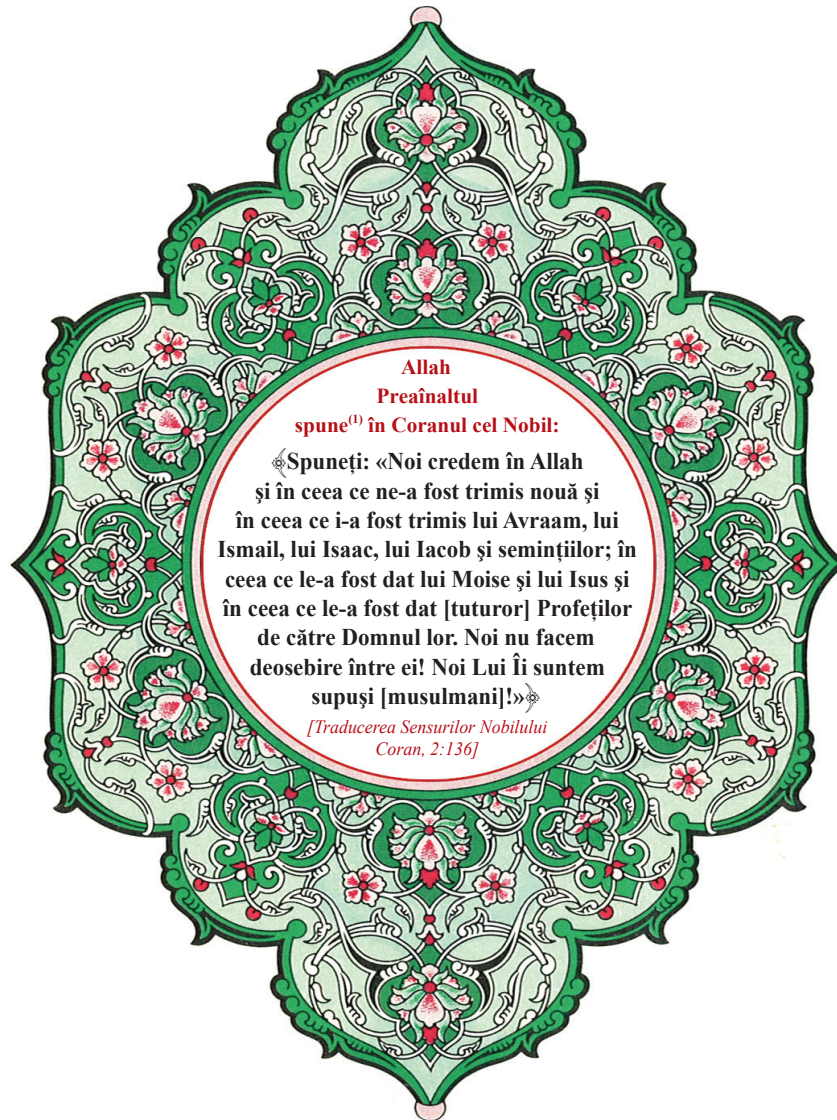 Allah
Preaînaltul
spune(1) în Coranul cel Nobil:
﴾Spuneți: «Noi credem în Allah
şi în ceea ce ne-a fost trimis nouă şi
în ceea ce i-a fost trimis lui Avraam, lui
Ismail, lui Isaac, lui Iacob şi semințiilor; în
ceea ce le-a fost dat lui Moise şi lui Isus şi
în ceea ce le-a fost dat [tuturor] Profeților
de către Domnul lor. Noi nu facem
deosebire între ei! Noi Lui Îi suntem
supuşi [musulmani]!»﴿
[Traducerea Sensurilor Nobilului
Coran, 2:136]